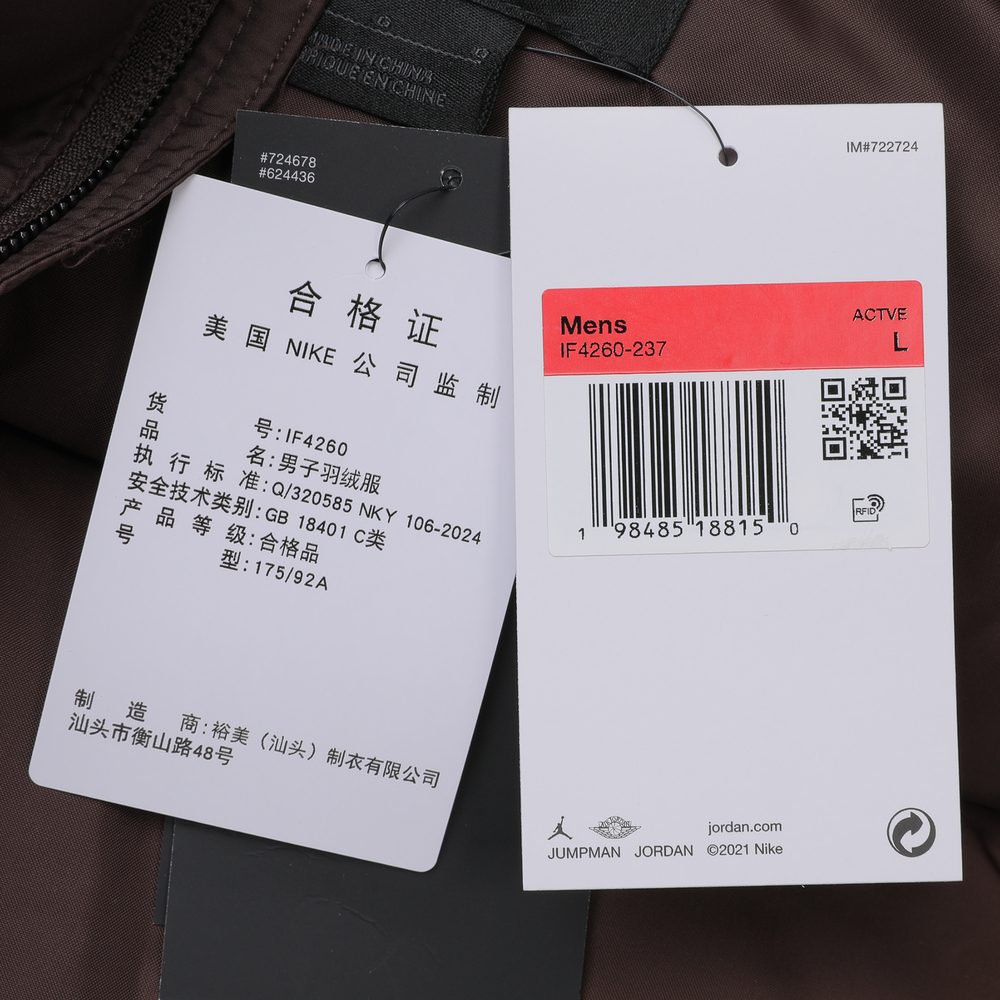 MADE IN CHINA
FABRIQUE EN CHINE
#724678
#624436
合格证
美国 NIKE 公司监制
货号:IF4260
品名:男子羽绒服
执行标准:Q/320585 NKY 106-2024
安全技术类别:GB 18401 C类
产品等级:合格品
号型:175/92A
制造商:裕美（汕头）制衣有限公司
汕头市衡山路48号
IM#722724
Mens
IF4260-237
ACTVE
L
1 98485 18815 0
RFID
jordan.com
JUMPMAN JORDAN ©2021 Nike